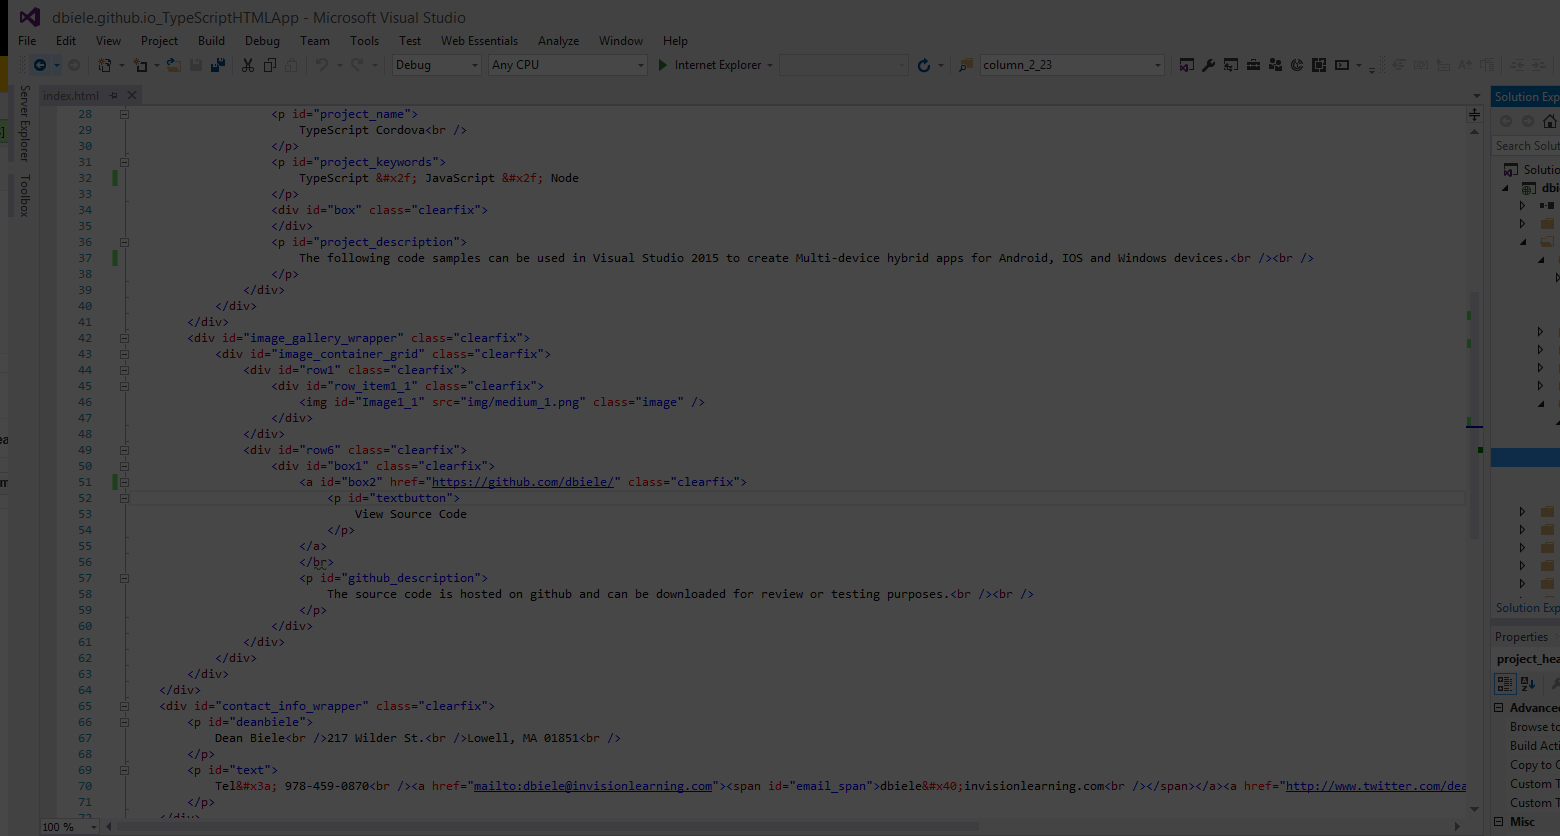 dbiele.github.io_TypeScriptHTMLApp - Microsoft Visual Studio
File Edit View Project Build Debug Team Tools Test Web Essentials Analyze Window Help
Debug Any CPU Internet Explorer column_2_23
Server Explorer
Toolbox
index.html
28 <p id="project_name">
29 TypeScript Cordova<br />
30 </p>
31 <p id="project_keywords">
32 TypeScript &#x2f; JavaScript &#x2f; Node
33 </p>
34 <div id="box" class="clearfix">
35 </div>
36 <p id="project_description">
37 The following code samples can be used in Visual Studio 2015 to create Multi-device hybrid apps for Android, IOS and Windows devices.<br /><br />
38 </p>
39 </div>
40 </div>
41 </div>
42 <div id="image_gallery_wrapper" class="clearfix">
43 <div id="image_container_grid" class="clearfix">
44 <div id="row1" class="clearfix">
45 <div id="row_item1_1" class="clearfix">
46 <img id="Image1_1" src="img/medium_1.png" class="image" />
47 </div>
48 </div>
49 <div id="row6" class="clearfix">
50 <div id="box1" class="clearfix">
51 <a id="box2" href="https://github.com/dbiele/" class="clearfix">
52 <p id="textbutton">
53 View Source Code
54 </p>
55 </a>
56 </br>
57 <p id="github_description">
58 The source code is hosted on github and can be downloaded for review or testing purposes.<br /><br />
59 </p>
60 </div>
61 </div>
62 </div>
63 </div>
64 </div>
65 <div id="contact_info_wrapper" class="clearfix">
66 <p id="deanbiele">
67 Dean Biele<br />217 Wilder St.<br />Lowell, MA 01851<br />
68 </p>
69 <p id="text">
70 Tel&#x3a; 978-459-0870<br /><a href="mailto:dbiele@invisionlearning.com"><span id="email_span">dbiele&#x40;invisionlearning.com<br /></span></a><a href="http://www.twitter.com/dea
71 </p>
72 </div>
100 %
Solution Exp
Search Solut
Solutio
dbi
Solution Exp
Properties
project_hea
Advanced
Browse to
Build Acti
Copy to O
Custom T
Custom T
Misc